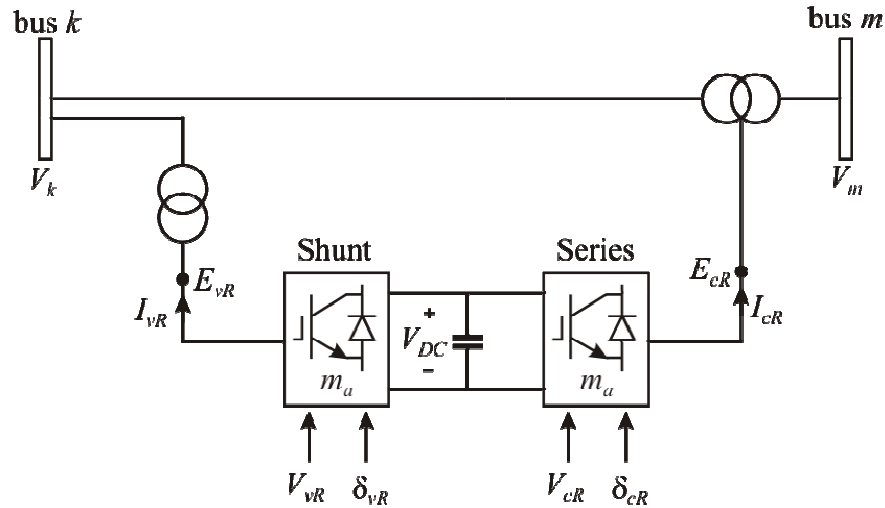 bus k
bus m
V_k
V_m
Shunt
Series
E_vR
E_cR
I_vR
I_cR
+
V_DC
−
m_a
m_a
V_vR
δ_vR
V_cR
δ_cR